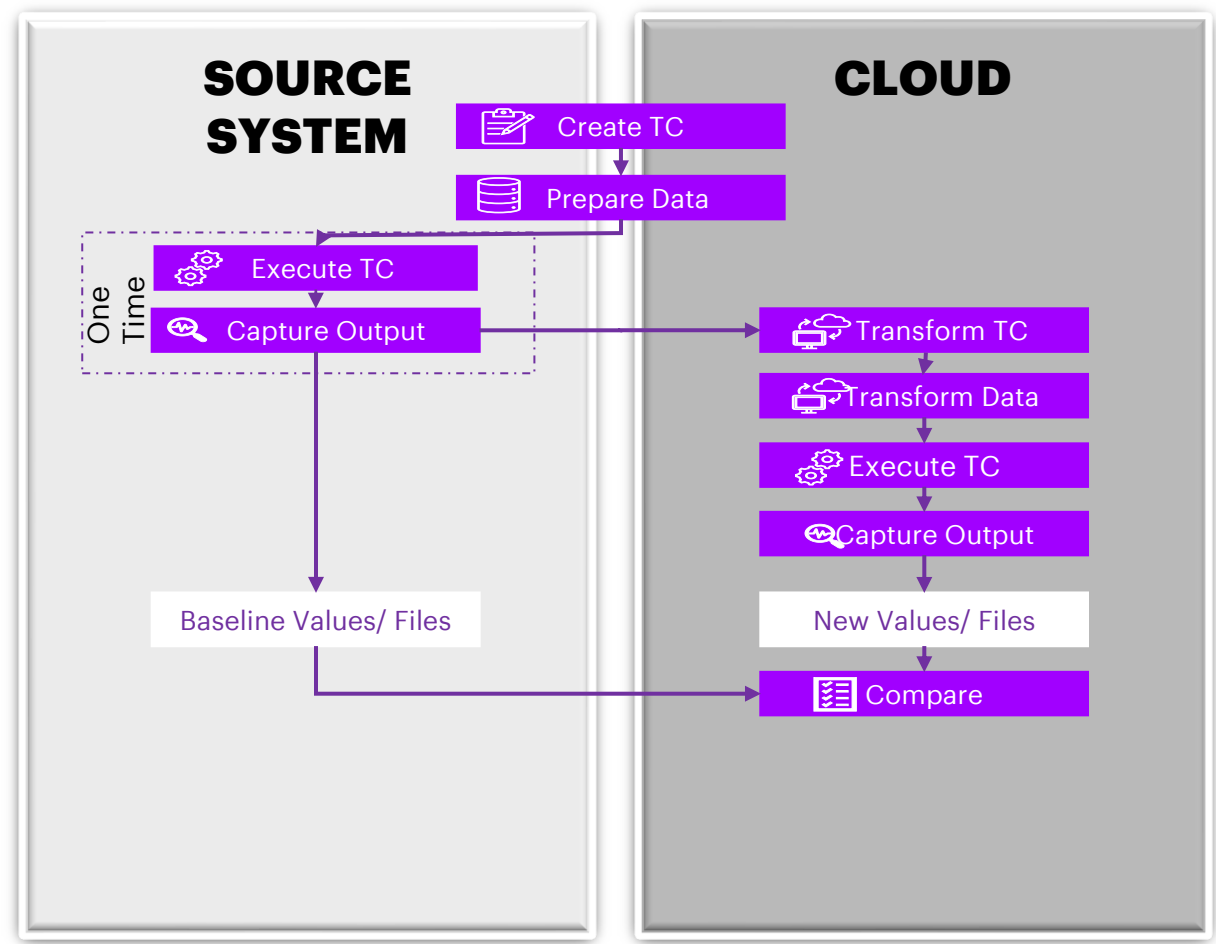 SOURCE
SYSTEM
CLOUD
Create TC
Prepare Data
One
Time
Execute TC
Capture Output
Transform TC
Transform Data
Execute TC
Capture Output
Baseline Values/ Files
New Values/ Files
Compare